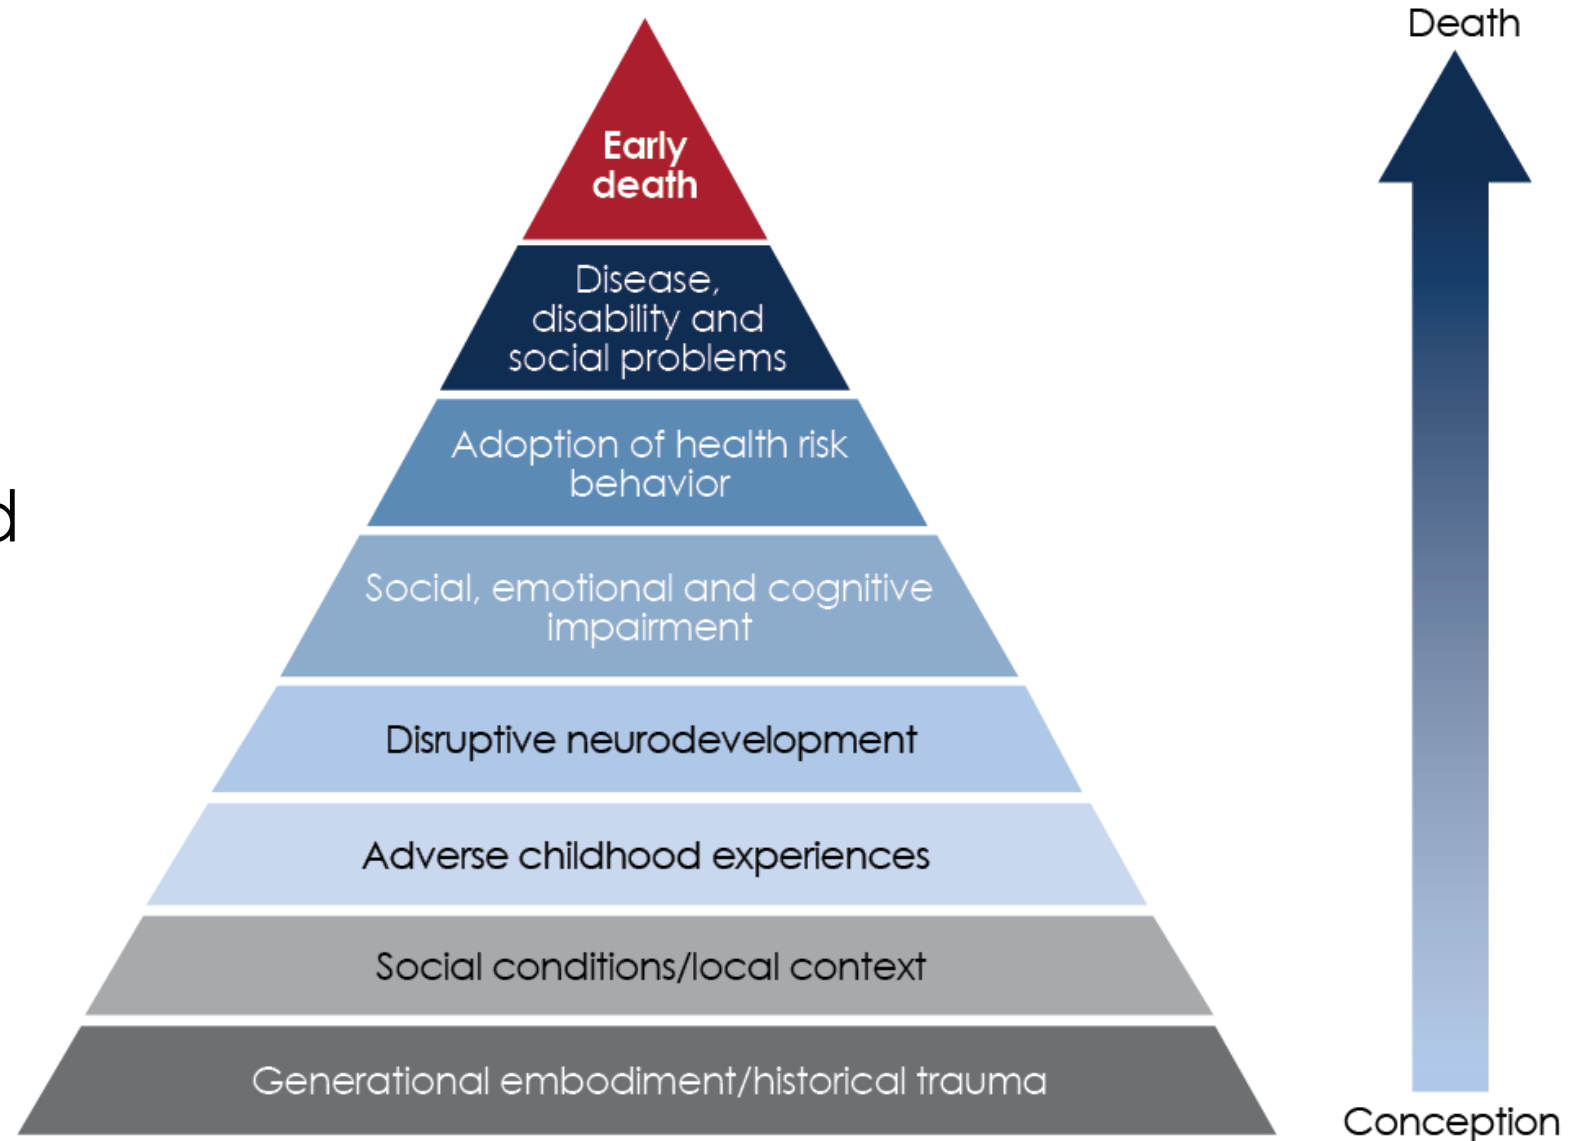 Death
Early
death
Disease,
disability and
social problems
Adoption of health risk
behavior
d
Social, emotional and cognitive
impairment
Disruptive neurodevelopment
Adverse childhood experiences
Social conditions/local context
Generational embodiment/historical trauma
Conception